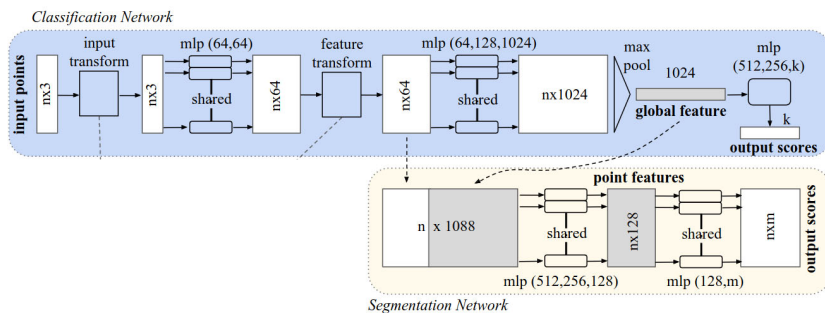 Classification Network
input points
nx3
input
transform
nx3
mlp (64,64)
shared
nx64
feature
transform
nx64
mlp (64,128,1024)
shared
nx1024
max
pool
1024
global feature
mlp
(512,256,k)
k
output scores
point features
n x 1088
shared
mlp (512,256,128)
nx128
shared
mlp (128,m)
nxm
output scores
Segmentation Network